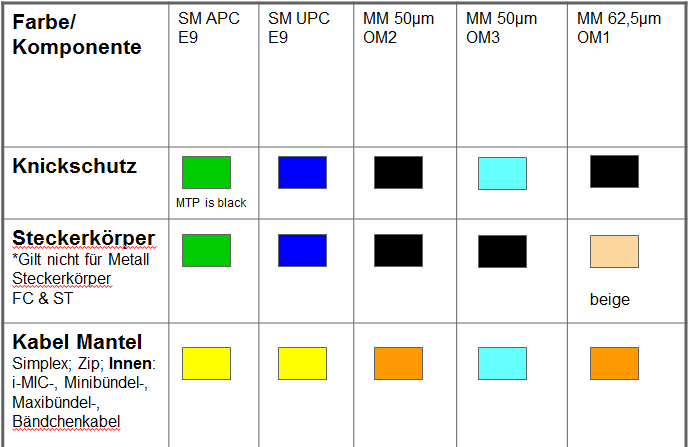 Farbe/
Komponente
SM APC
E9
SM UPC
E9
MM 50µm
OM2
MM 50µm
OM3
MM 62,5µm
OM1
Knickschutz
MTP is black
Steckerkörper
*Gilt nicht für Metall
Steckerkörper
FC & ST
beige
Kabel Mantel
Simplex; Zip; Innen:
i-MIC-, Minibündel-,
Maxibündel-,
Bändchenkabel